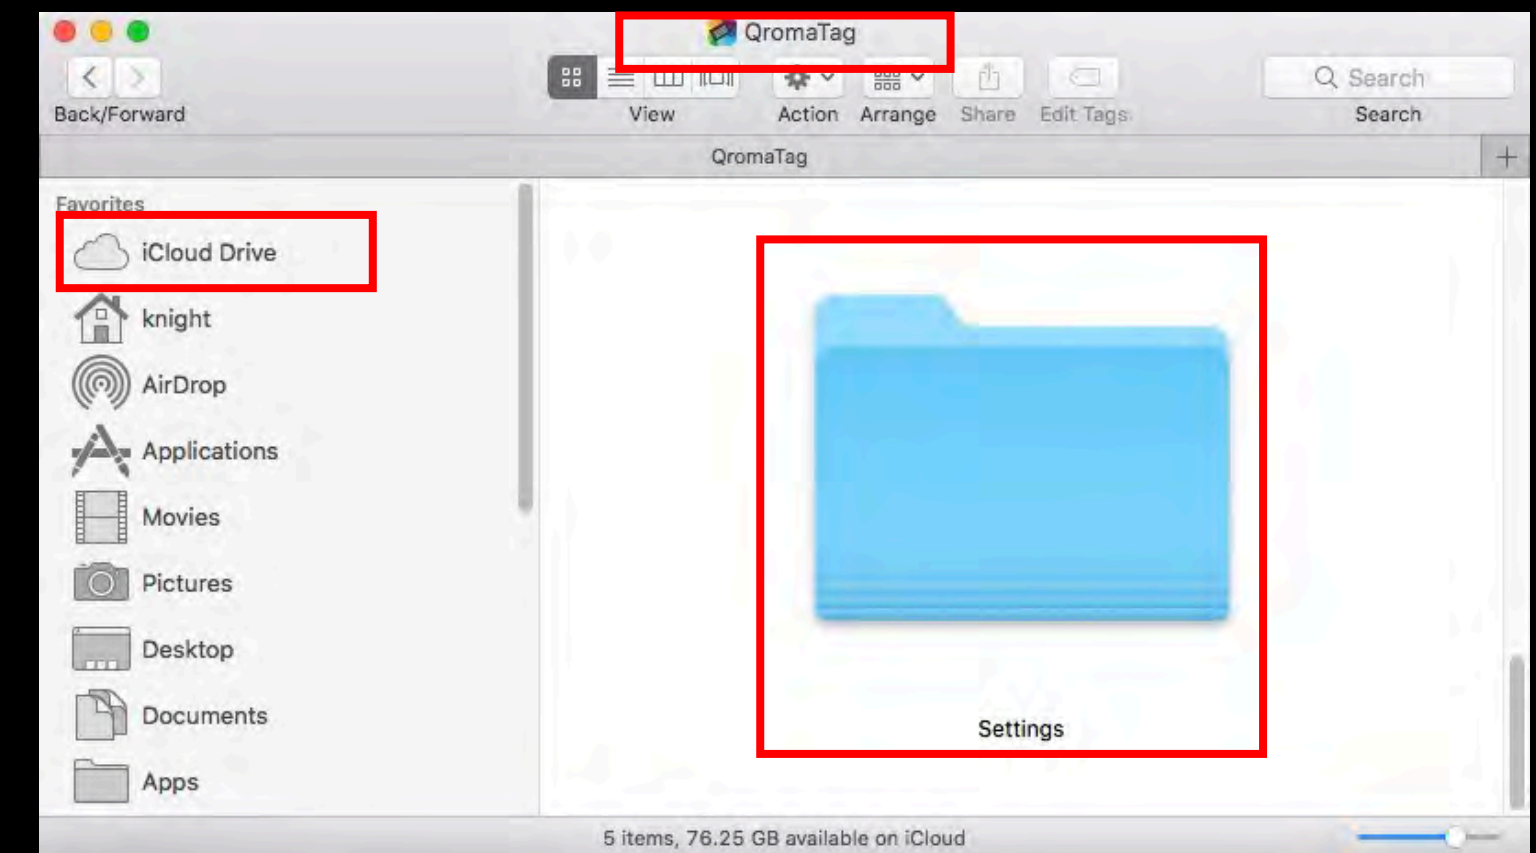 QromaTag
Search
Back/Forward
View
Action
Arrange
Share
Edit Tags
Search
QromaTag
Favorites
iCloud Drive
knight
AirDrop
Applications
Movies
Pictures
Desktop
Documents
Apps
Settings
5 items, 76.25 GB available on iCloud